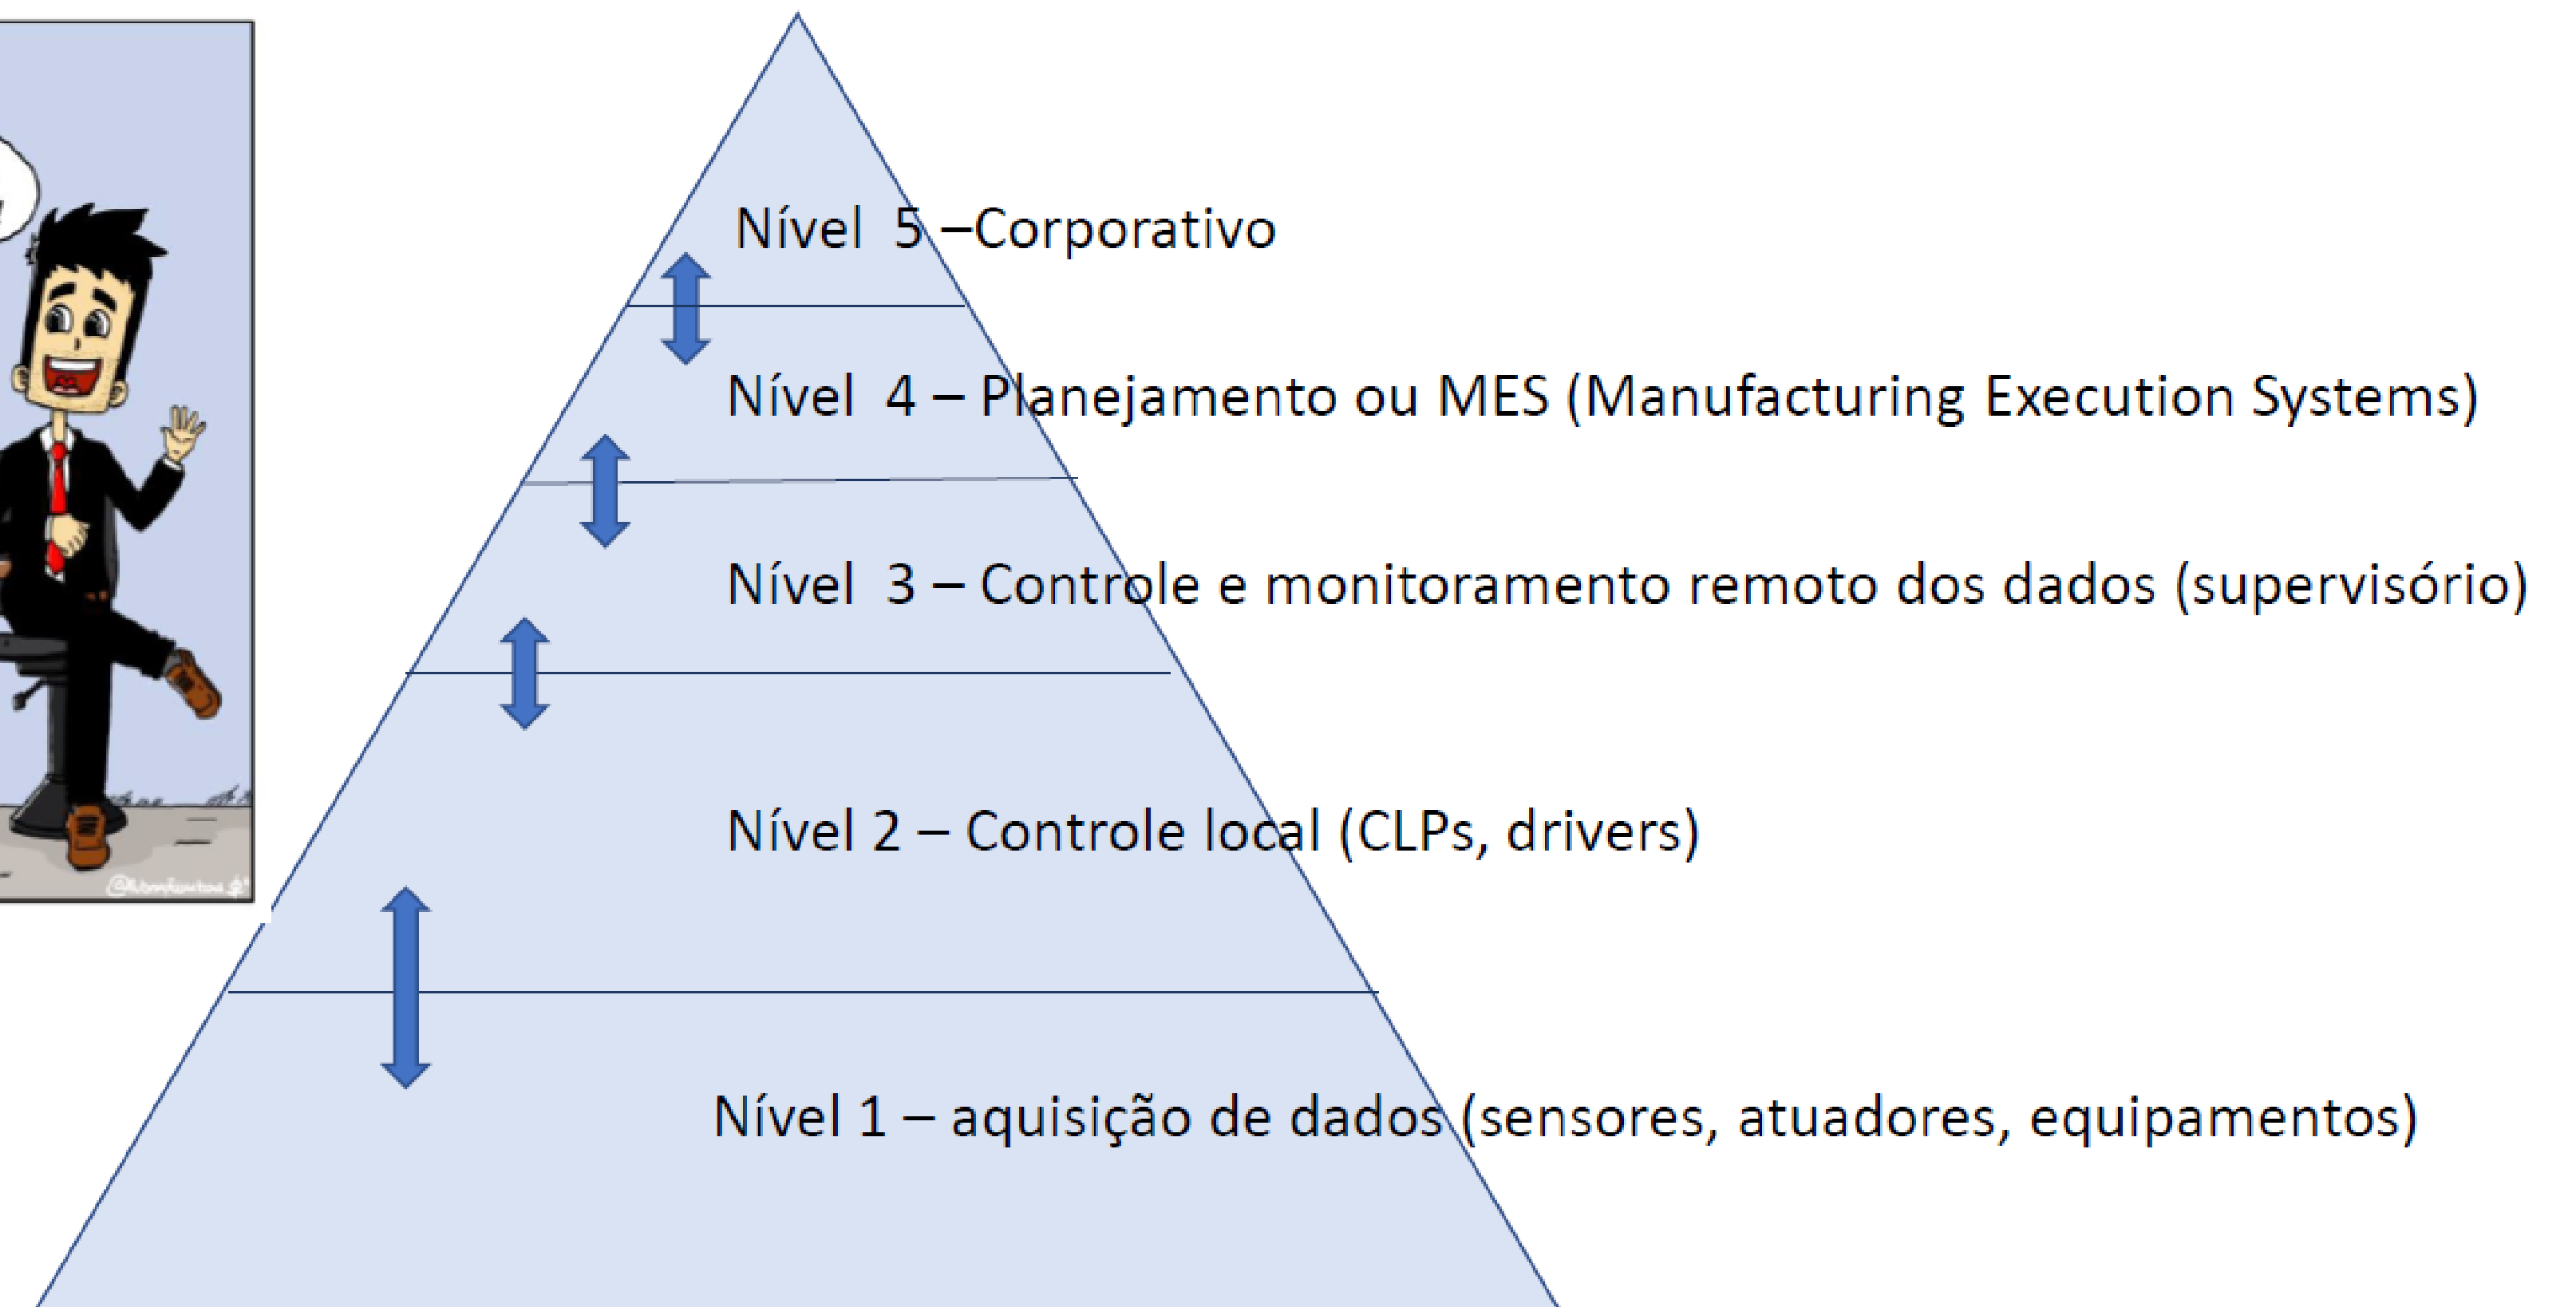 Nível 5 –Corporativo
Nível 4 – Planejamento ou MES (Manufacturing Execution Systems)
Nível 3 – Controle e monitoramento remoto dos dados (supervisório)
Nível 2 – Controle local (CLPs, drivers)
Nível 1 – aquisição de dados (sensores, atuadores, equipamentos)